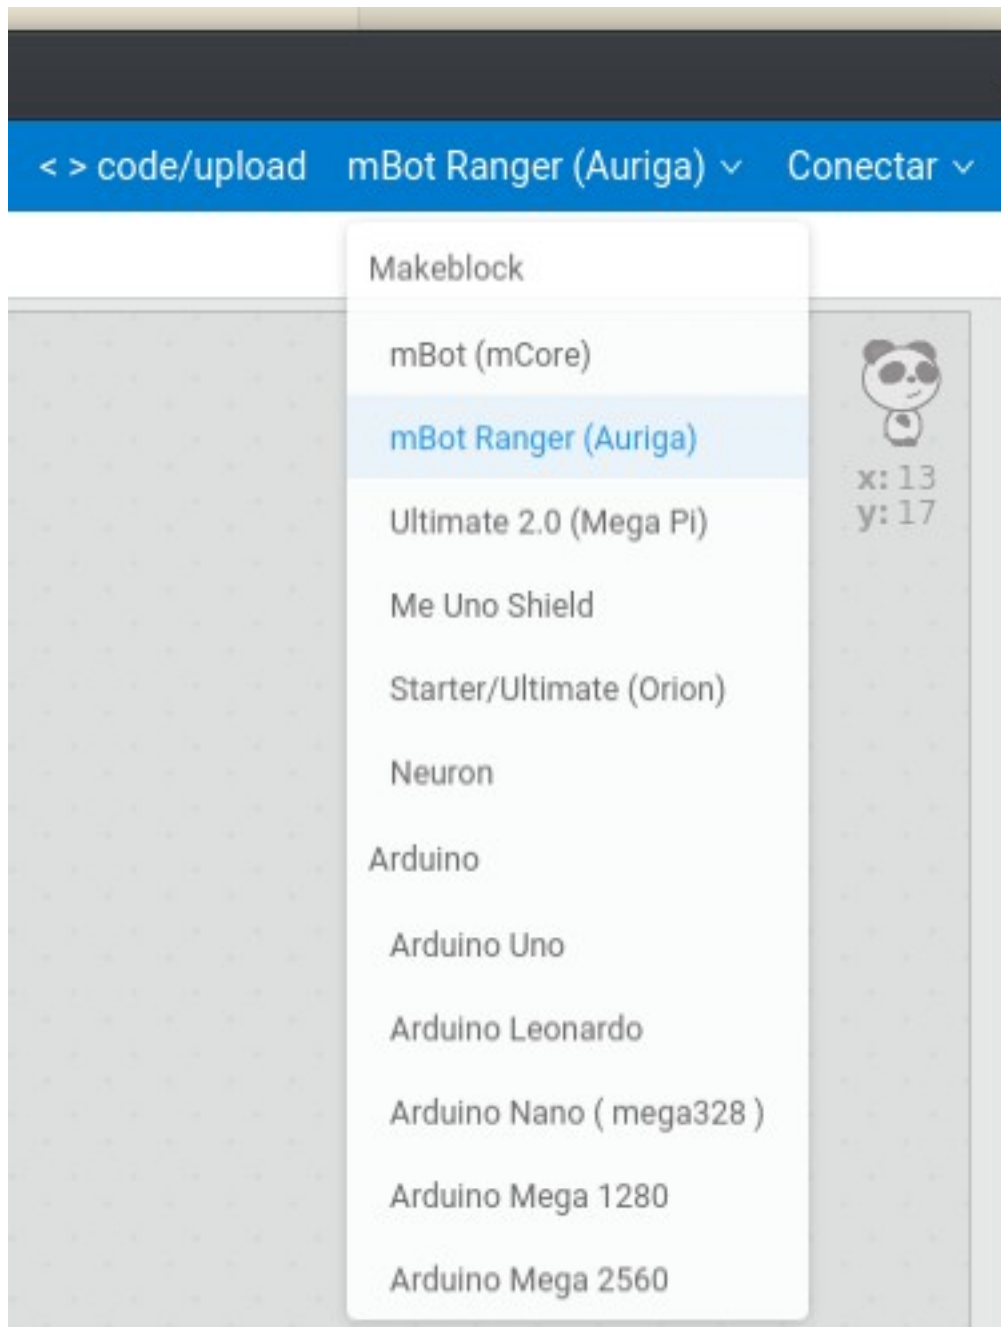 < > code/upload mBot Ranger (Auriga) Conectar
Makeblock
mBot (mCore)
mBot Ranger (Auriga)
Ultimate 2.0 (Mega Pi)
Me Uno Shield
Starter/Ultimate (Orion)
Neuron
Arduino
Arduino Uno
Arduino Leonardo
Arduino Nano ( mega328 )
Arduino Mega 1280
Arduino Mega 2560
x: 13
y: 17